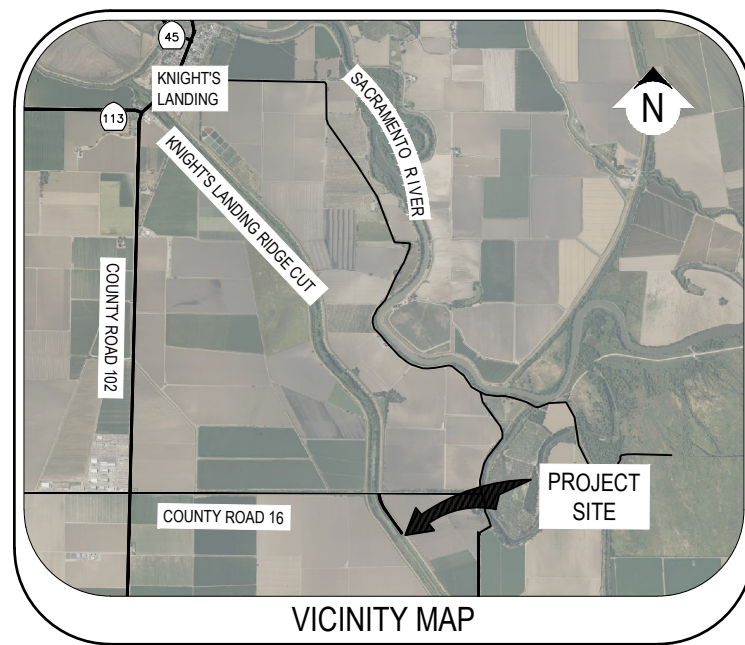 45
KNIGHT'S
LANDING
113
SACRAMENTO RIVER
N
KNIGHT'S LANDING RIDGE CUT
COUNTY ROAD 102
PROJECT
SITE
COUNTY ROAD 16
VICINITY MAP